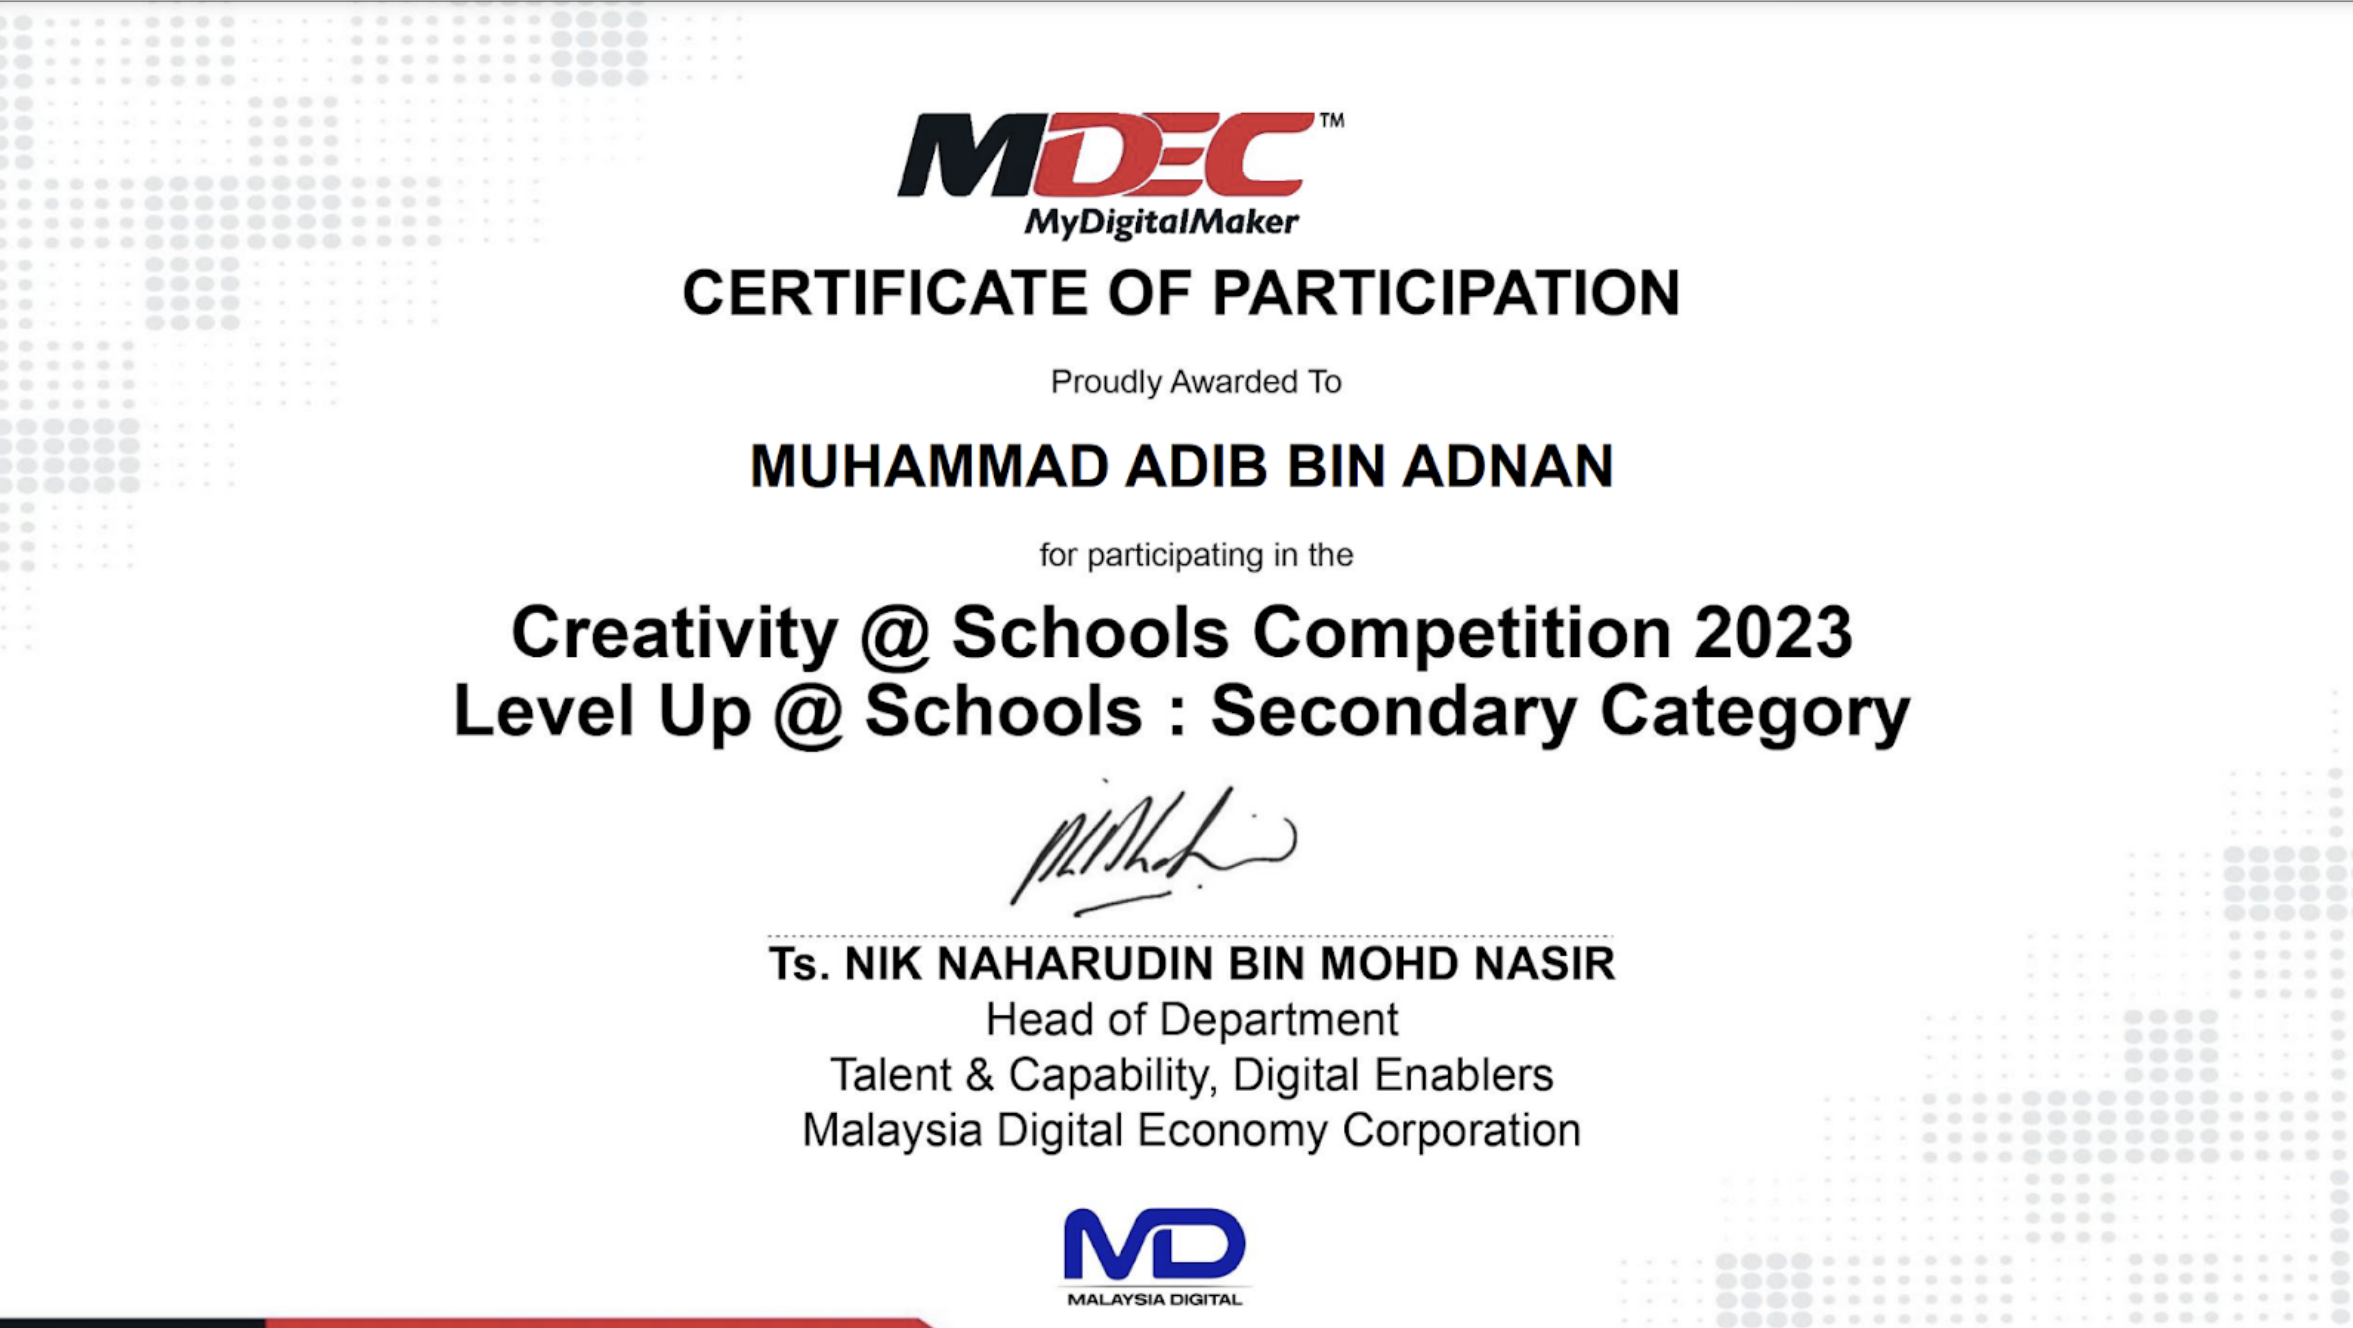 MDEC™
MyDigitalMaker
CERTIFICATE OF PARTICIPATION
Proudly Awarded To
MUHAMMAD ADIB BIN ADNAN
for participating in the
Creativity @ Schools Competition 2023
Level Up @ Schools : Secondary Category
Ts. NIK NAHARUDIN BIN MOHD NASIR
Head of Department
Talent & Capability, Digital Enablers
Malaysia Digital Economy Corporation
MD
MALAYSIA DIGITAL